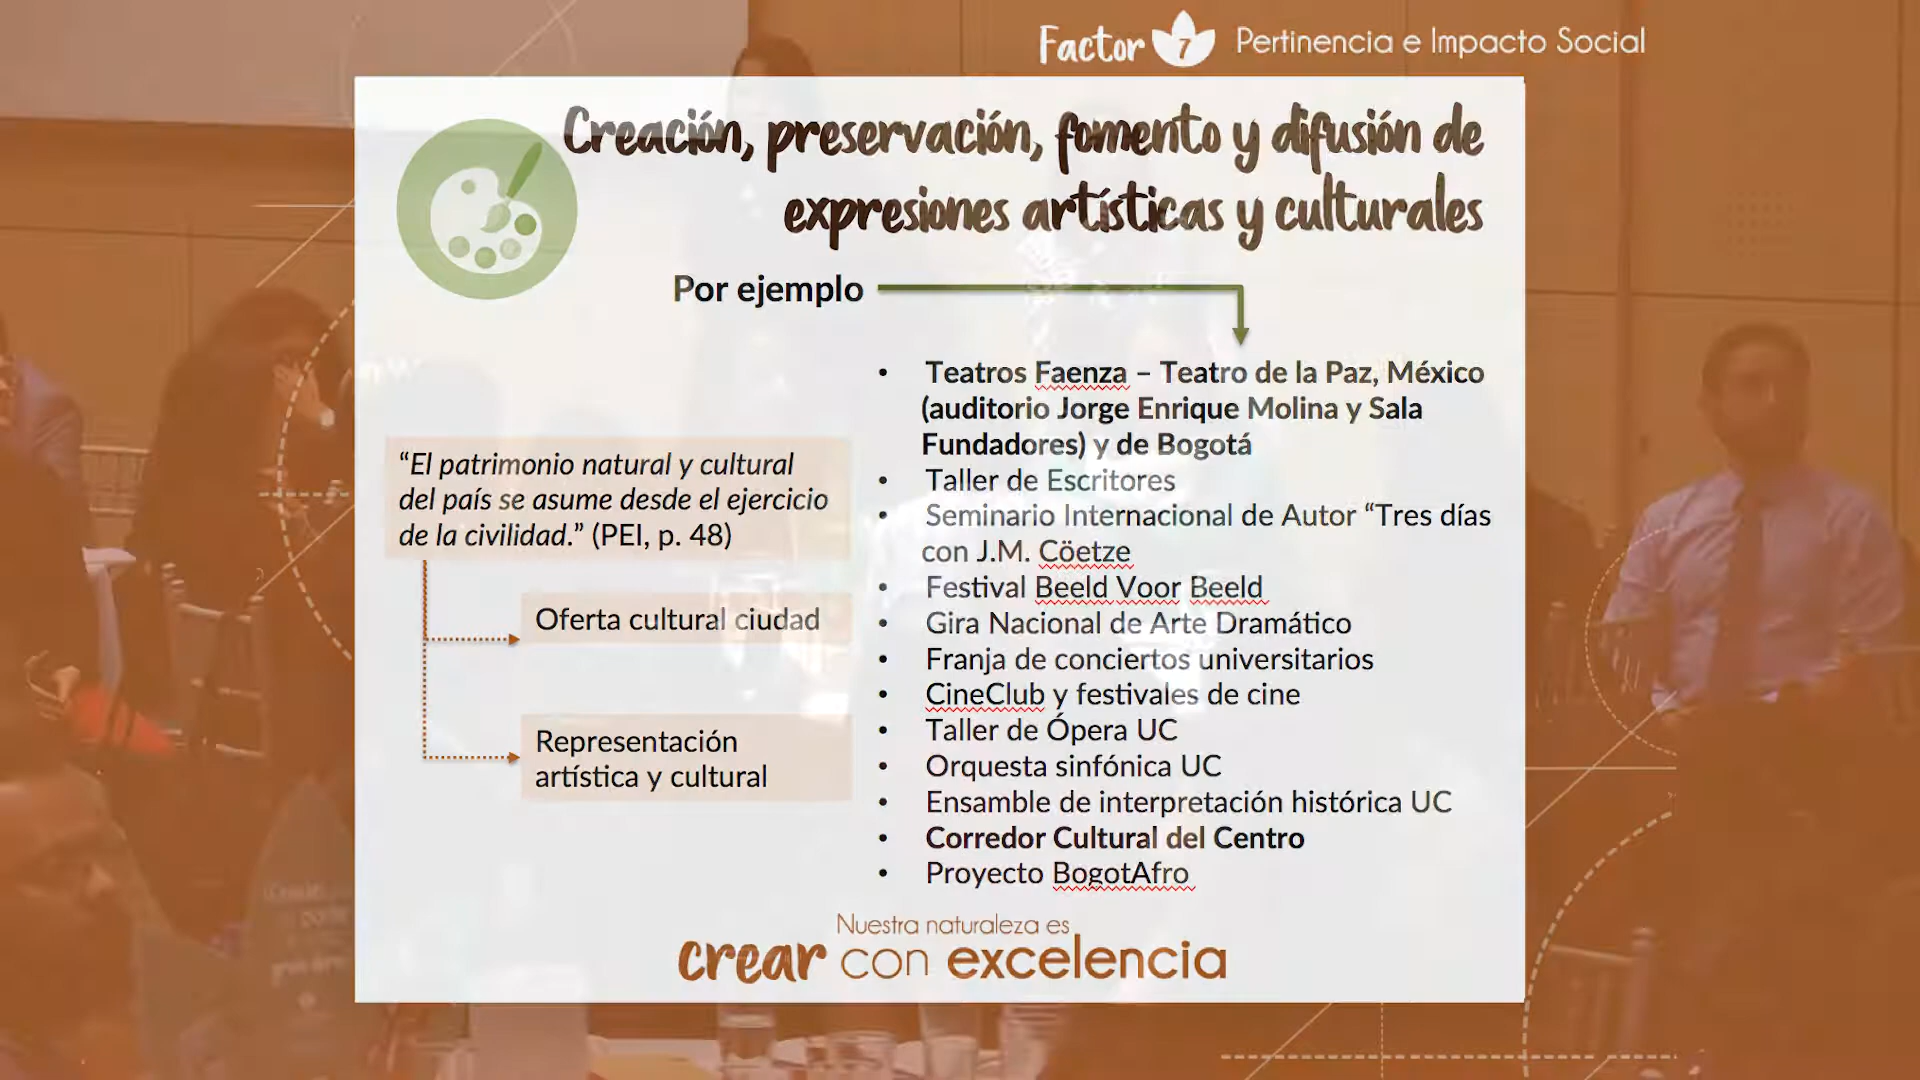 Factor 7 Pertinencia e Impacto Social
Creación, preservación, fomento y difusión de
expresiones artísticas y culturales
Por ejemplo
“El patrimonio natural y cultural
del país se asume desde el ejercicio
de la civilidad.” (PEI, p. 48)
Oferta cultural ciudad
Representación
artística y cultural
• Teatros Faenza – Teatro de la Paz, México
(auditorio Jorge Enrique Molina y Sala
Fundadores) y de Bogotá
• Taller de Escritores
• Seminario Internacional de Autor “Tres días
con J.M. Cöetze
• Festival Beeld Voor Beeld
• Gira Nacional de Arte Dramático
• Franja de conciertos universitarios
• CineClub y festivales de cine
• Taller de Ópera UC
• Orquesta sinfónica UC
• Ensamble de interpretación histórica UC
• Corredor Cultural del Centro
• Proyecto BogotAfro
Nuestra naturaleza es
crear con excelencia